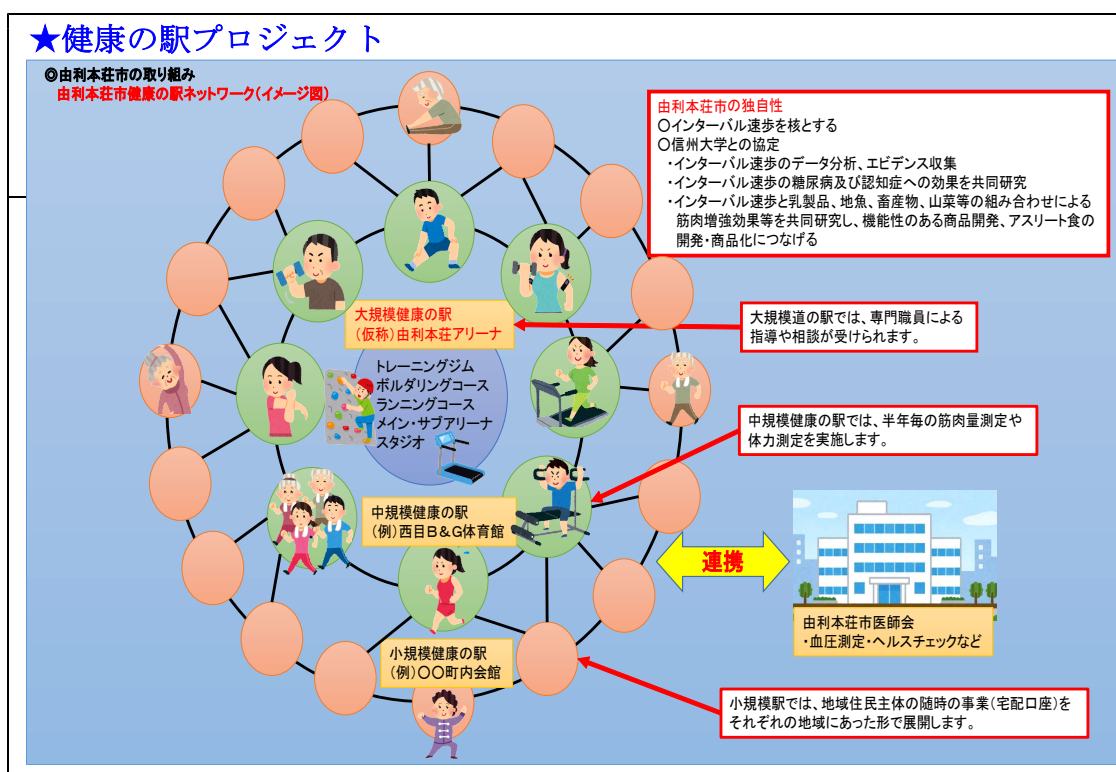 ★健康の駅プロジェクト
◎由利本荘市の取り組み
由利本荘市健康の駅ネットワーク(イメージ図)
由利本荘市の独自性
○インターバル速歩を核とする
○信州大学との協定
・インターバル速歩のデータ分析、エビデンス収集
・インターバル速歩の糖尿病及び認知症への効果を共同研究
・インターバル速歩と乳製品、地魚、畜産物、山菜等の組み合わせによる
筋肉増強効果等を共同研究し、機能性のある商品開発、アスリート食の
開発・商品化につなげる
大規模健康の駅
(仮称)由利本荘アリーナ
大規模道の駅では、専門職員による
指導や相談が受けられます。
トレーニングジム
ボルダリングコース
ランニングコース
メイン・サブアリーナ
スタジオ
中規模健康の駅では、半年毎の筋肉量測定や
体力測定を実施します。
中規模健康の駅
(例)西目B&G体育館
連携
由利本荘市医師会
・血圧測定・ヘルスチェックなど
小規模健康の駅
(例)〇〇町内会館
小規模駅では、地域住民主体の随時の事業(宅配口座)を
それぞれの地域にあった形で展開します。